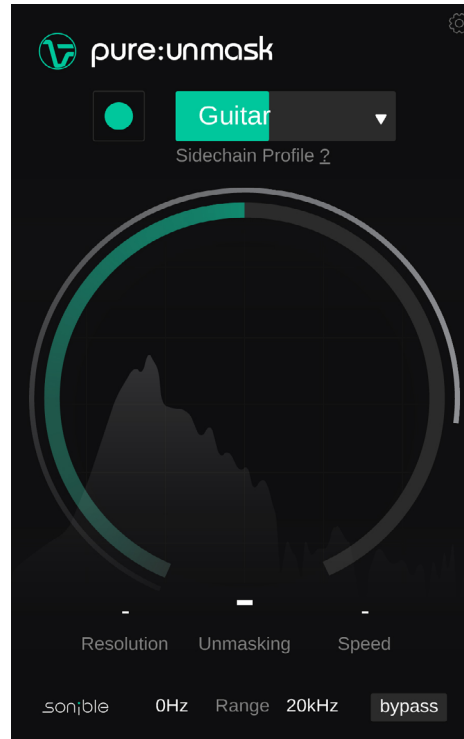 pure:unmask
Guitar
Sidechain Profile ?
-
-
-
Resolution Unmasking Speed
sonible 0Hz Range 20kHz bypass